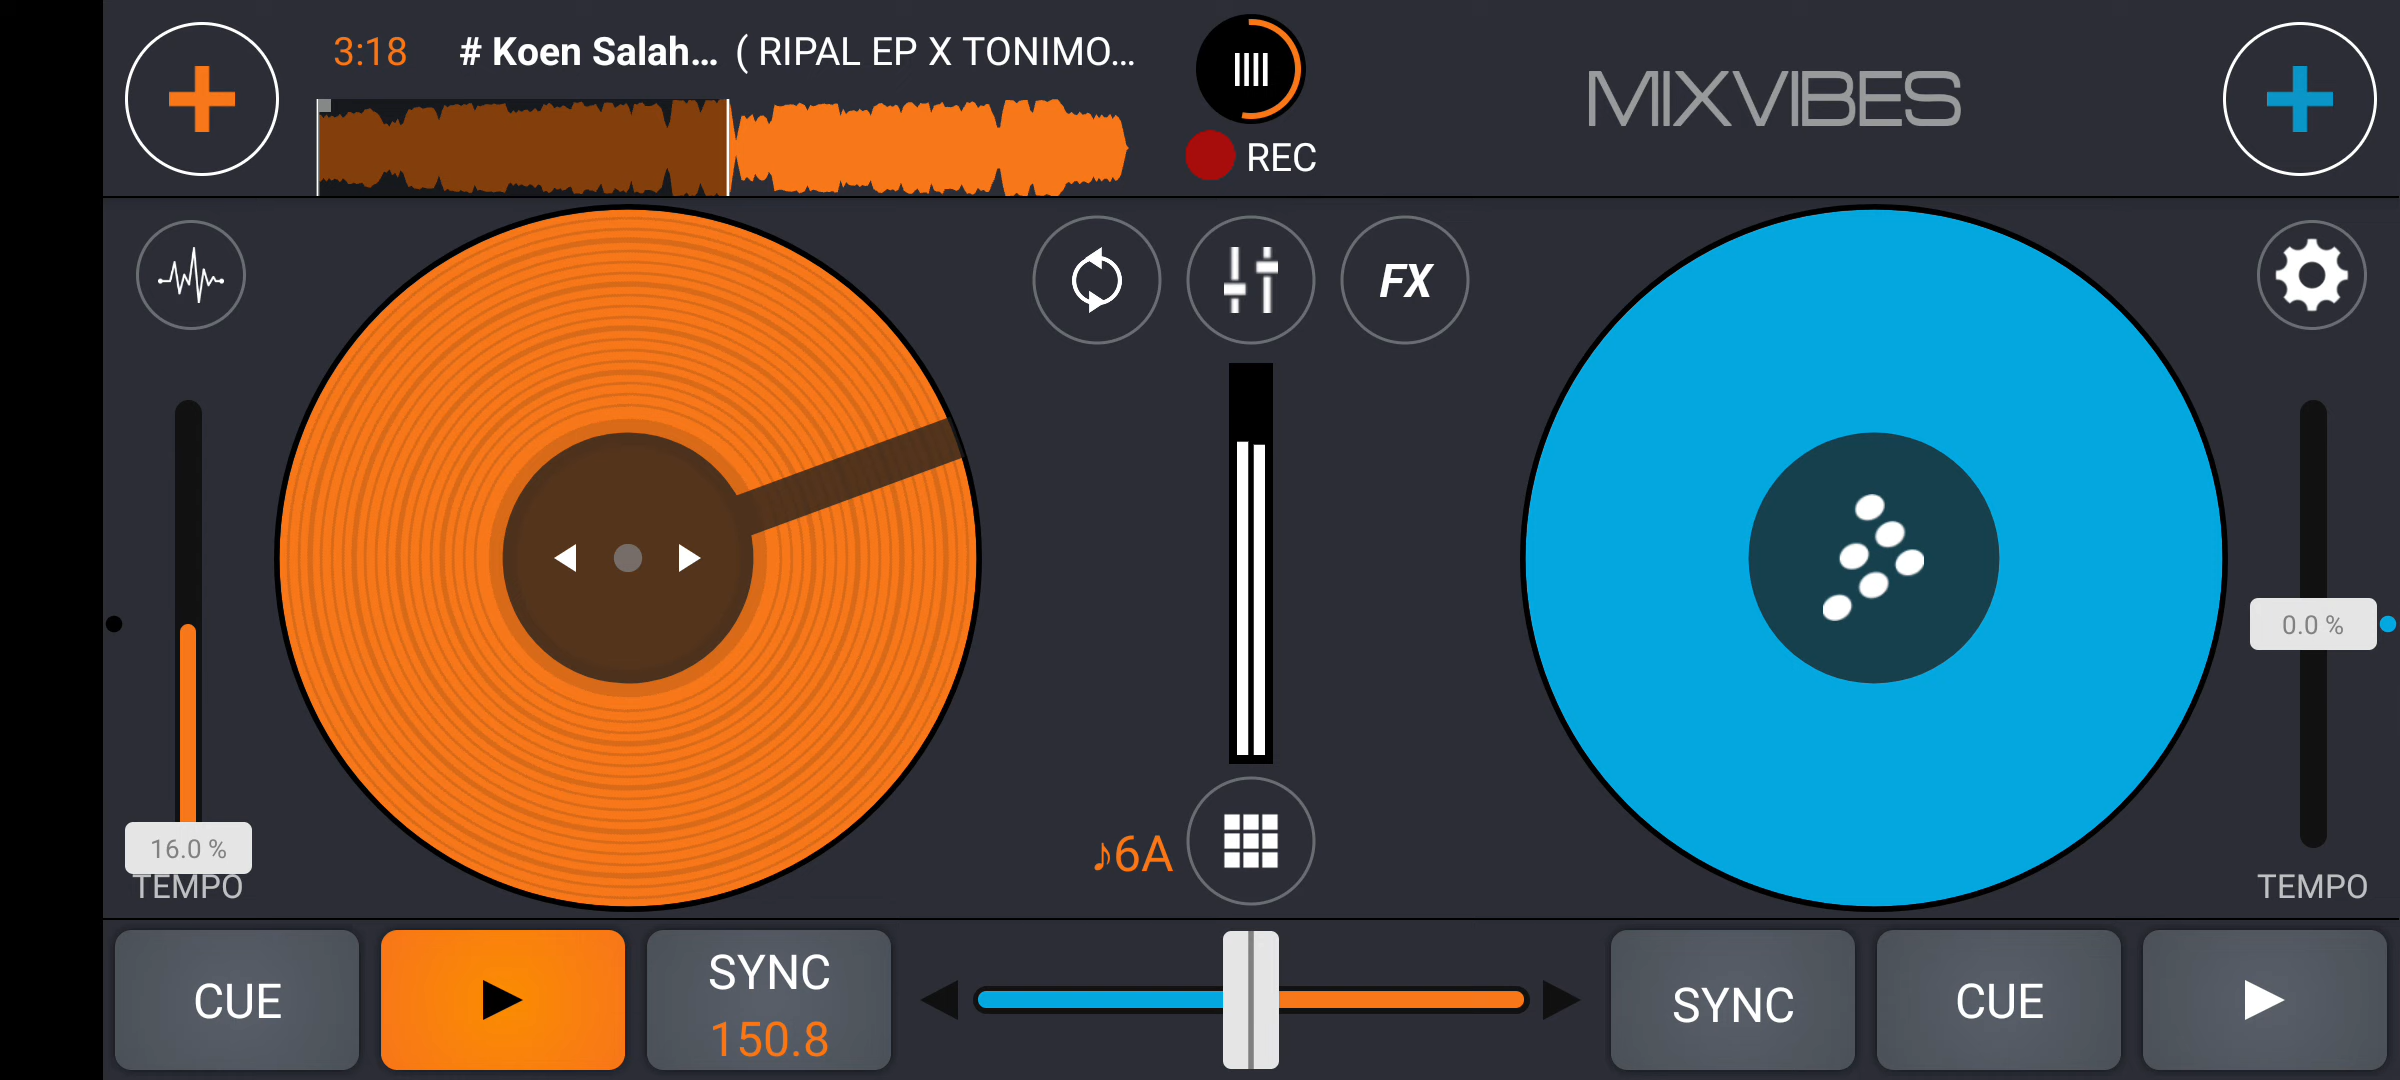 3:18 # Koen Salah... ( RIPAL EP X TONIMO...
MIXVIBES
REC
FX
0.0 %
16.0 %
TEMPO
♪6A
TEMPO
CUE
SYNC
150.8
SYNC
CUE